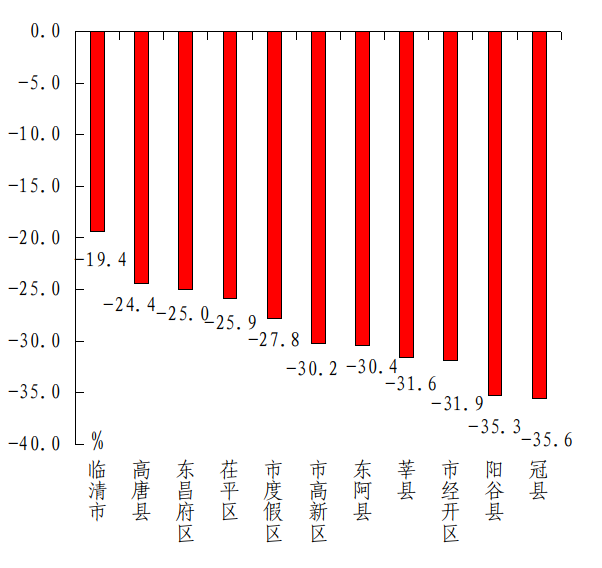 0.0
-5.0
-10.0
-15.0
-20.0
-25.0
-30.0
-35.0
-40.0
%
-19.4
-24.4
-25.0
-25.9
-27.8
-30.2
-30.4
-31.6
-31.9
-35.3
-35.6
临清市
高唐县
东昌府区
茌平区
市度假区
市高新区
东阿县
莘县
市经开区
阳谷县
冠县